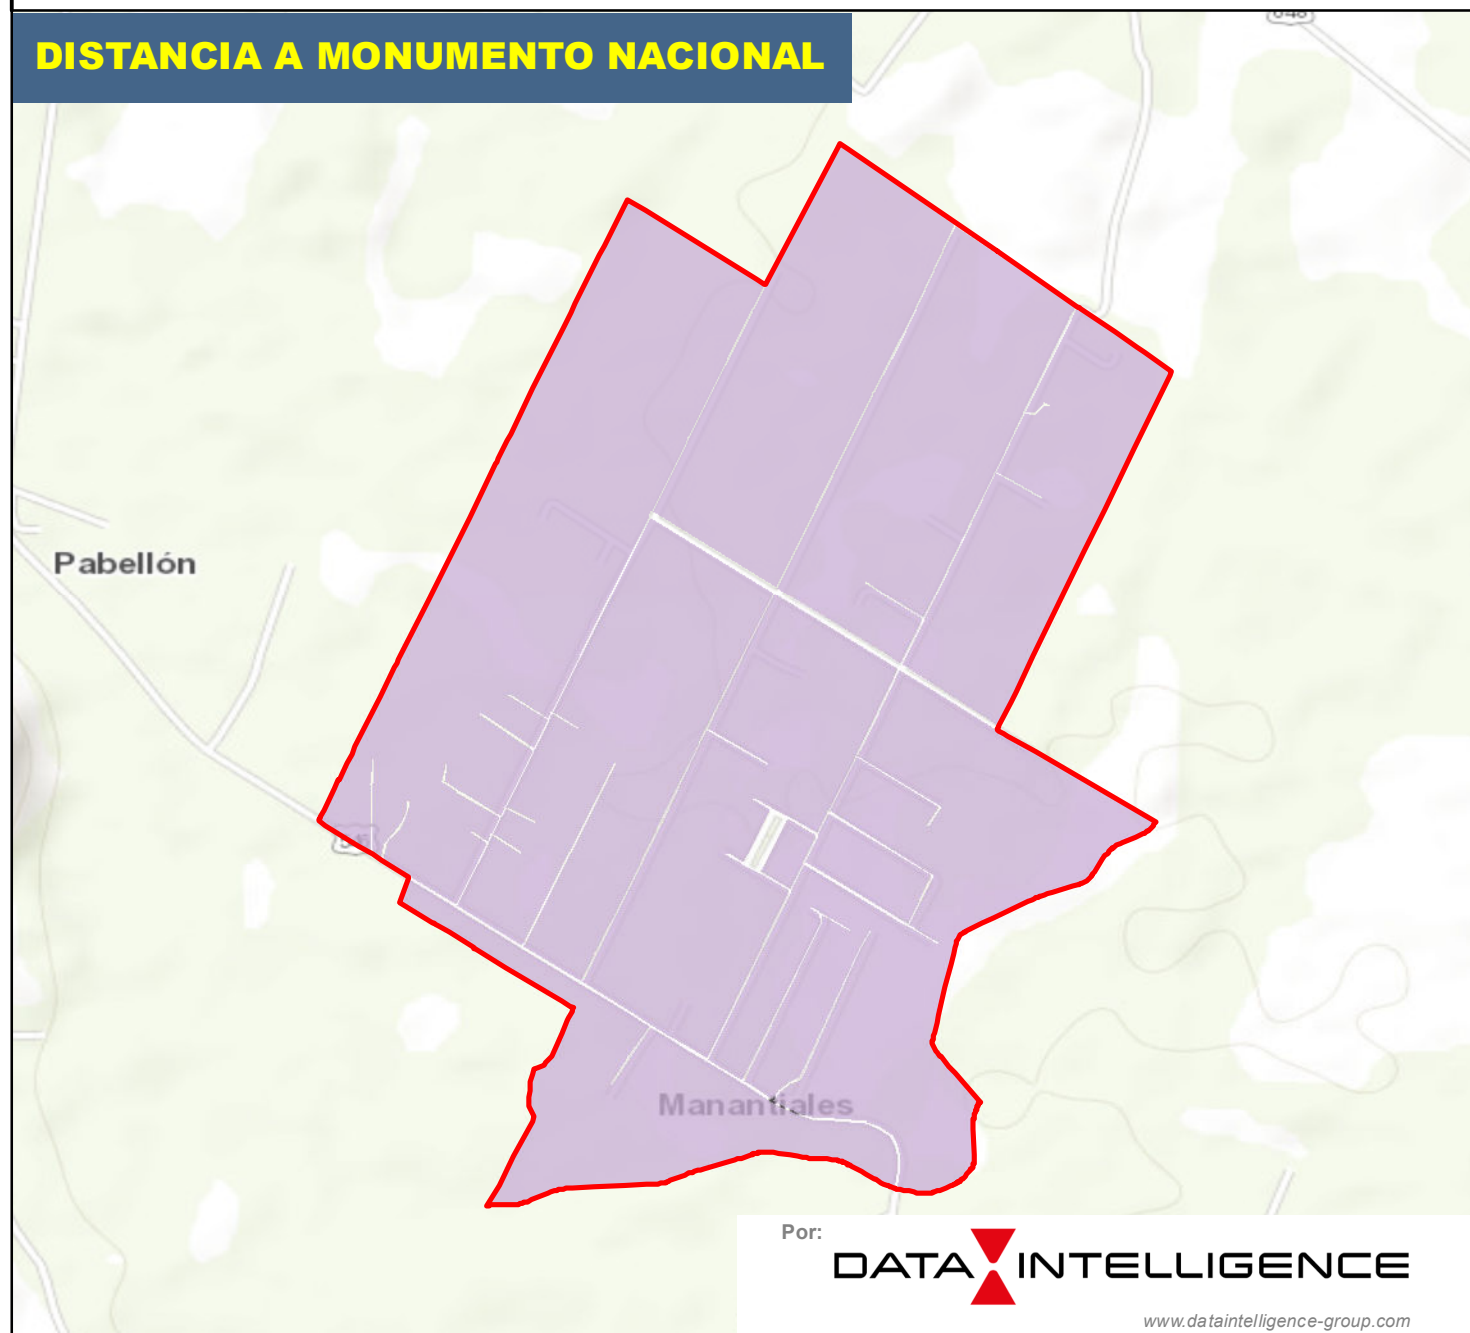 DISTANCIA A MONUMENTO NACIONAL
Pabellón
Manantiales
Por:
DATA INTELLIGENCE
www.dataintelligence-group.com